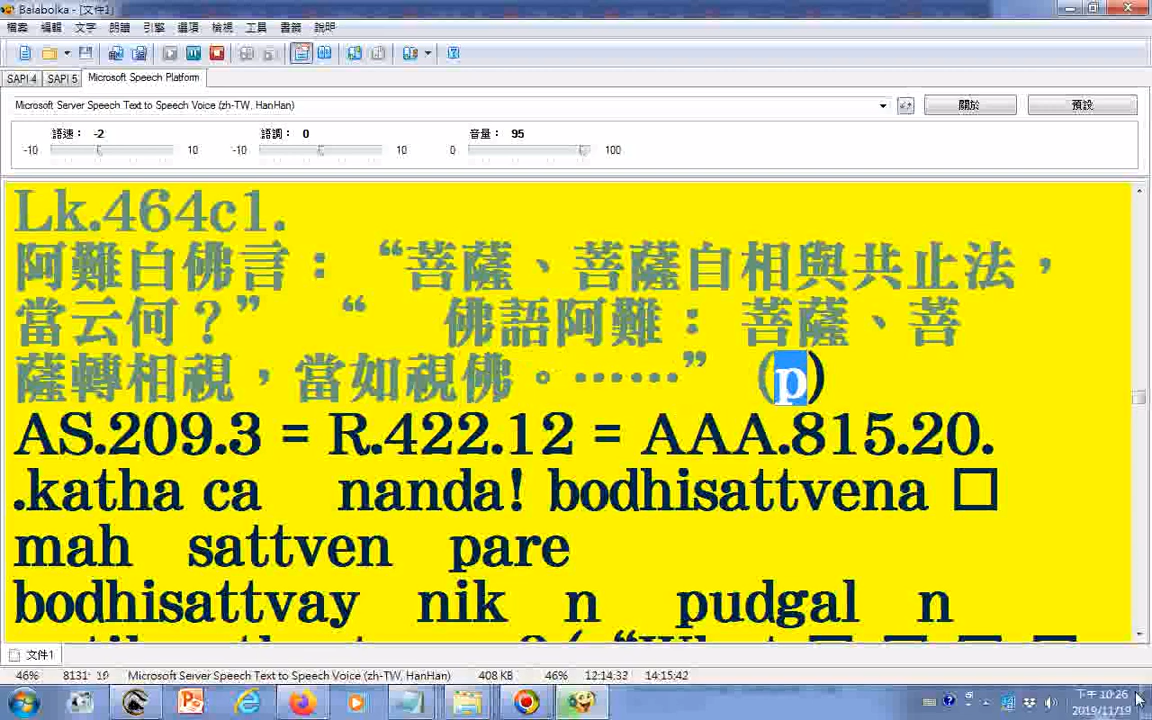 Balabolka - [文件1]
檔案 編輯 文字 朗讀 引擎 選項 檢視 工具 書籤 說明
SAPI 4 SAPI 5 Microsoft Speech Platform
Microsoft Server Speech Text to Speech Voice (zh-TW, HanHan) 關於 預設
語速： -2 語調： 0 音量： 95
-10 10 -10 10 0 100
Lk.464c1.
阿難白佛言： “菩薩、菩薩自相與共止法，
當云何？” “ 佛語阿難： 菩薩、菩
薩轉相視，當如視佛。……” (p)
AS.209.3 = R.422.12 = AAA.815.20.
.katha ca nanda! bodhisattvena □
mah sattven pare
bodhisattvay nik n pudgal n
文件1
46% 8131: 19 Microsoft Server Speech Text to Speech Voice (zh-TW, HanHan) 408 KB 46% 12:14:32 14:15:42
下午 10:26
2019/11/19